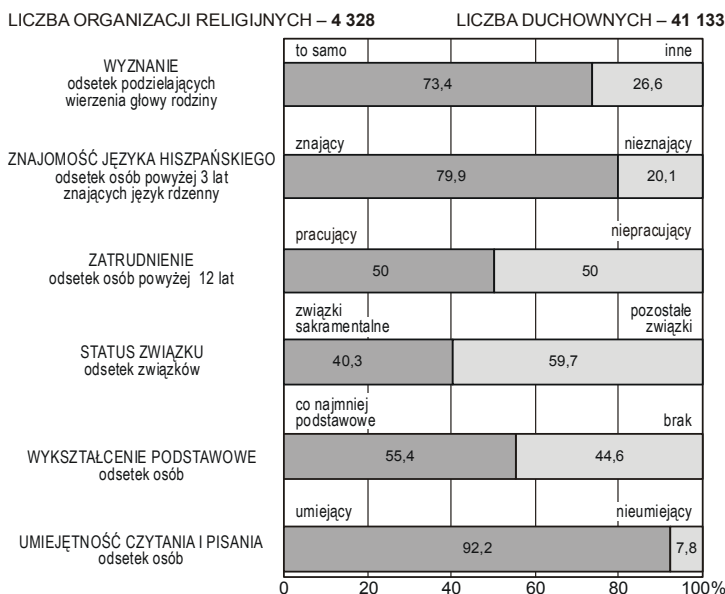 LICZBA ORGANIZACJI RELIGIJNYCH – 4 328
LICZBA DUCHOWNYCH – 41 133
WYZNANIE
odsetek podzielających
wierzenia głowy rodziny
to samo
inne
73,4
26,6
ZNAJOMOŚĆ JĘZYKA HISZPAŃSKIEGO
odsetek osób powyżej 3 lat
znających język rdzenny
znający
nieznający
79,9
20,1
ZATRUDNIENIE
odsetek osób powyżej 12 lat
pracujący
niepracujący
50
50
STATUS ZWIĄZKU
odsetek związków
związki
sakramentalne
pozostałe
związki
40,3
59,7
WYKSZTAŁCENIE PODSTAWOWE
odsetek osób
co najmniej
podstawowe
brak
55,4
44,6
UMIEJĘTNOŚĆ CZYTANIA I PISANIA
odsetek osób
umiejący
nieumiejący
92,2
7,8
0 20 40 60 80 100%